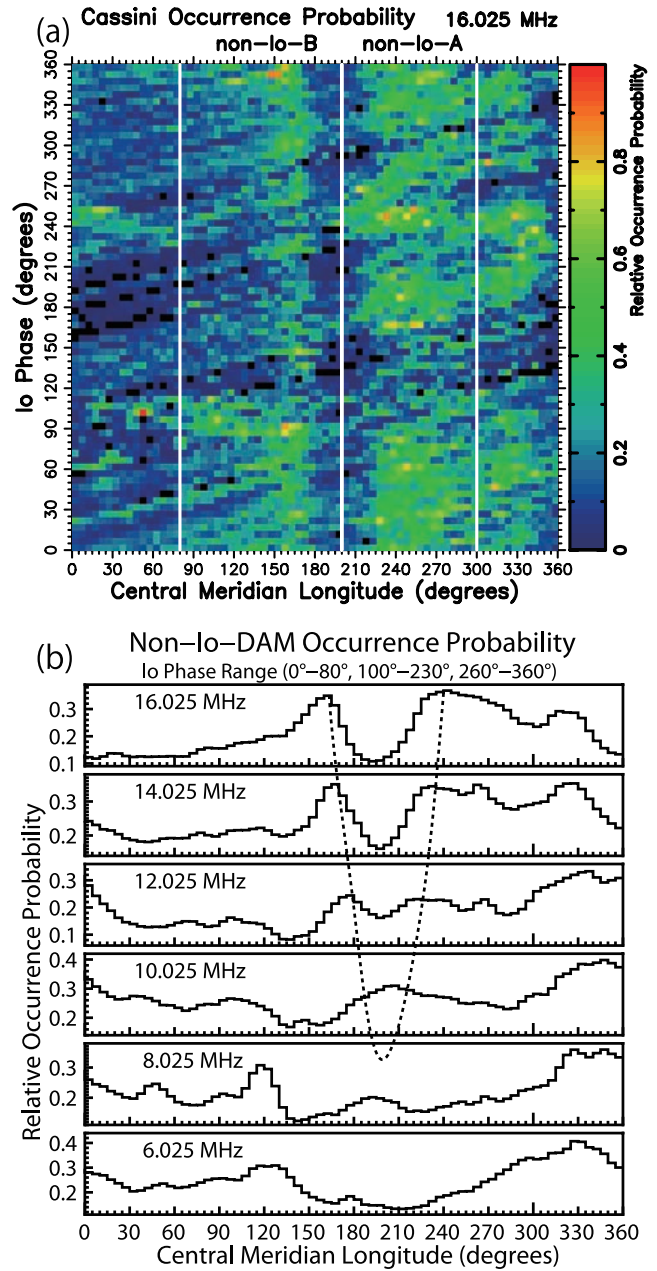 (a)
Cassini Occurrence Probability 16.025 MHz
non-Io-B non-Io-A
360
330
300
270
240
210
180
150
120
90
60
30
0
Io Phase (degrees)
0 30 60 90 120 150 180 210 240 270 300 330 360
Central Meridian Longitude (degrees)
0.8
0.6
0.4
0.2
0
Relative Occurrence Probability
(b)
Non-Io-DAM Occurrence Probability
Io Phase Range (0°-80°, 100°-230°, 260°-360°)
16.025 MHz
0.3
0.2
0.1
14.025 MHz
0.3
0.2
12.025 MHz
0.3
0.2
0.1
10.025 MHz
0.4
0.3
0.2
8.025 MHz
0.3
0.2
6.025 MHz
0.4
0.3
0.2
Relative Occurrence Probability
0 30 60 90 120 150 180 210 240 270 300 330 360
Central Meridian Longitude (degrees)